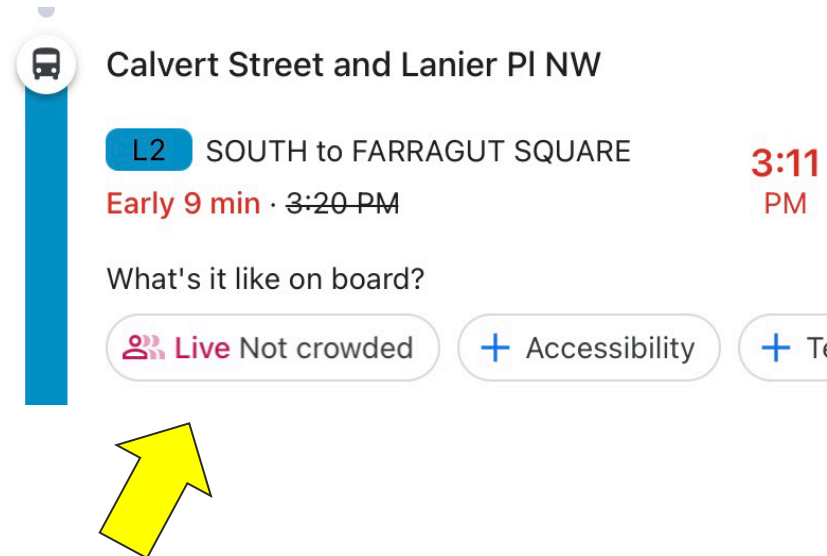 Calvert Street and Lanier Pl NW
L2 SOUTH to FARRAGUT SQUARE
3:11
Early 9 min · 3:20 PM
PM
What's it like on board?
Live Not crowded
+ Accessibility
+ Te